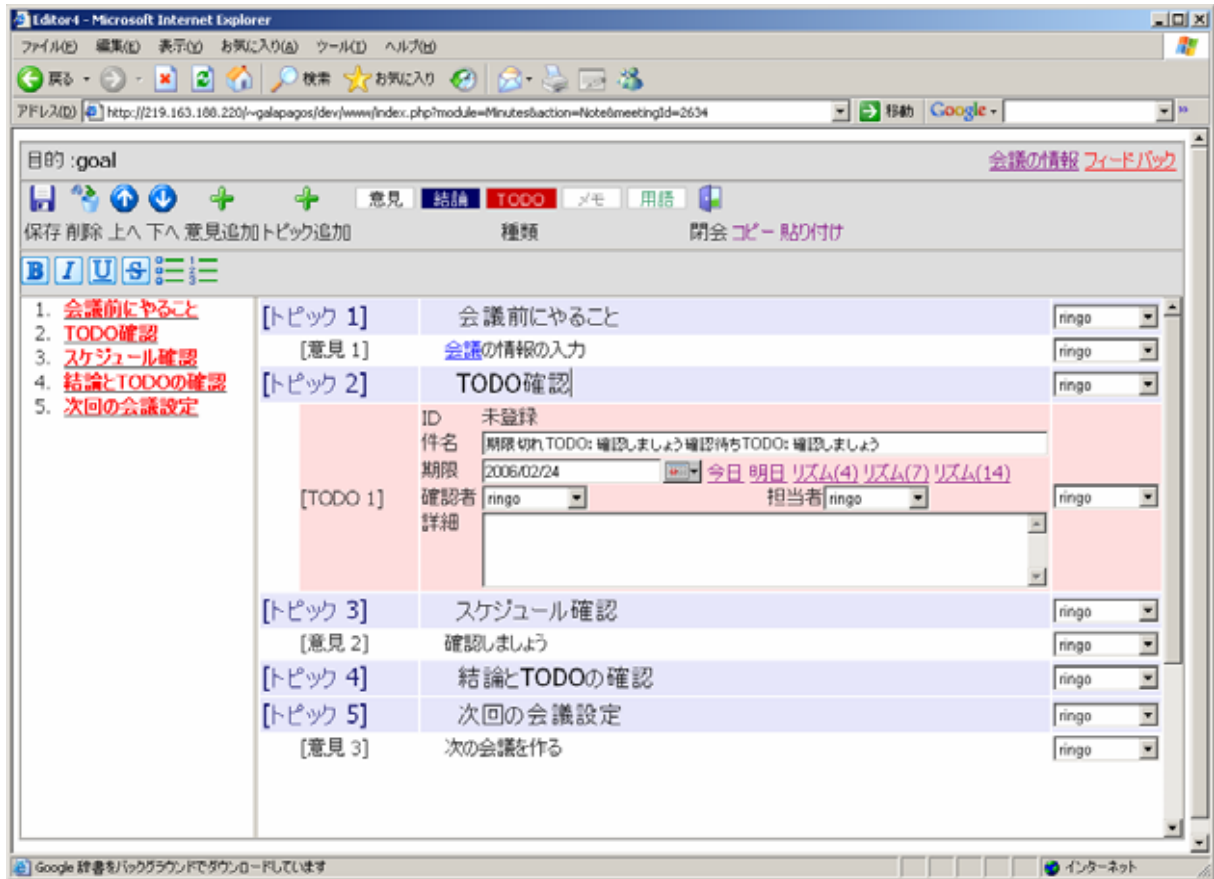 Editor4 - Microsoft Internet Explorer
ファイル(E) 編集(E) 表示(V) お気に入り(A) ツール(T) ヘルプ(H)
戻る 検索 お気に入り
アドレス(D) http://219.163.188.220/~galapagos/dev/www/index.php?module=Minutes&action=Note&meetingId=2634 移動 Google
目的 :goal 会議の情報 フィードバック
意見 結論 TODO メモ 用語
保存 削除 上へ 下へ 意見追加 トピック追加 種類 閉会 コピー 貼り付け
B I U S
1. 会議前にやること
2. TODO確認
3. スケジュール確認
4. 結論とTODOの確認
5. 次回の会議設定
[トピック 1] 会議前にやること ringo
[意見 1] 会議の情報の入力 ringo
[トピック 2] TODO確認 ringo
ID 未登録
件名 期限切れTODO: 確認しましょう確認待ちTODO: 確認しましょう
期限 2006/02/24 今日 明日 リズム(4) リズム(7) リズム(14)
[TODO 1] 確認者 ringo 担当者 ringo ringo
詳細
[トピック 3] スケジュール確認 ringo
[意見 2] 確認しましょう ringo
[トピック 4] 結論とTODOの確認 ringo
[トピック 5] 次回の会議設定 ringo
[意見 3] 次の会議を作る ringo
Google 辞書をバックグラウンドでダウンロードしています インターネット